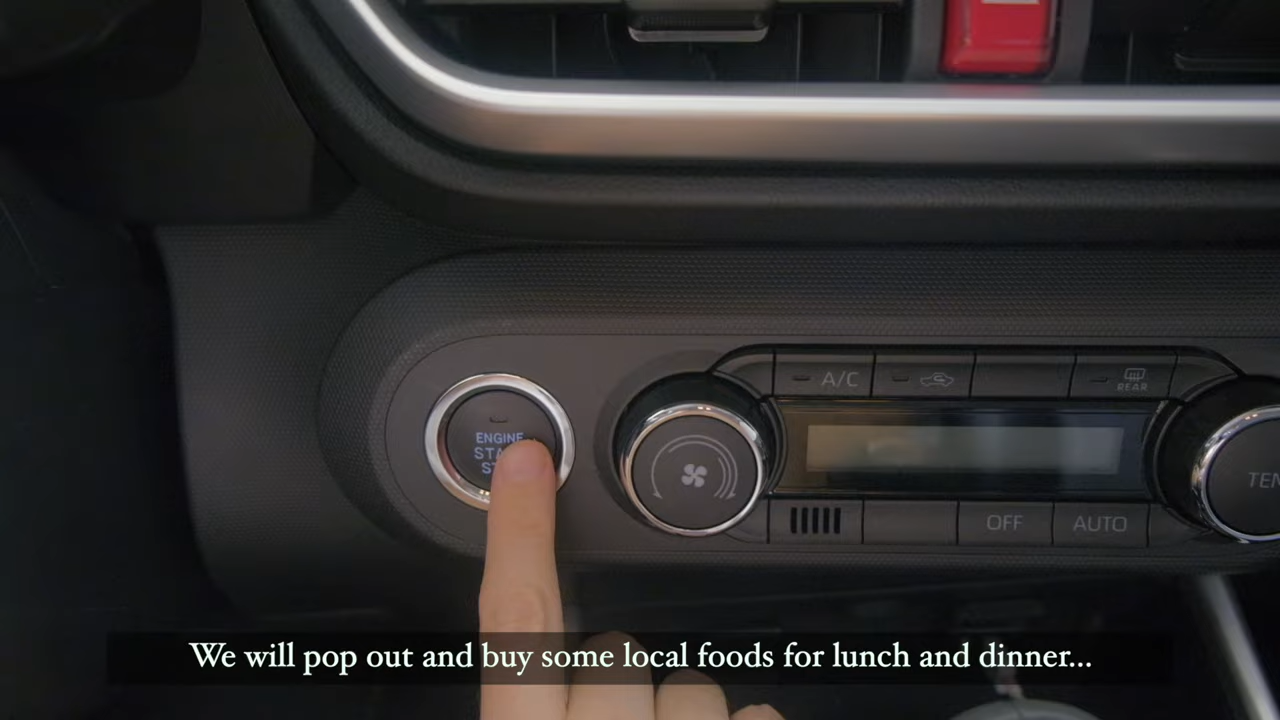 A/C
REAR
ENGINE
OFF
AUTO
We will pop out and buy some local foods for lunch and dinner...